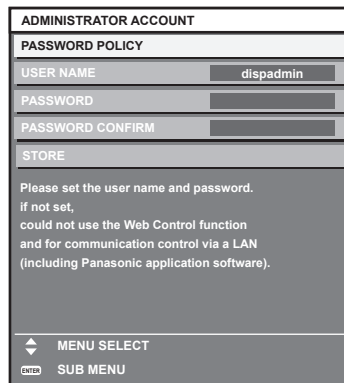 ADMINISTRATOR ACCOUNT
PASSWORD POLICY
USER NAME dispadmin
PASSWORD
PASSWORD CONFIRM
STORE
Please set the user name and password.
if not set,
could not use the Web Control function
and for communication control via a LAN
(including Panasonic application software).
MENU SELECT
ENTER SUB MENU